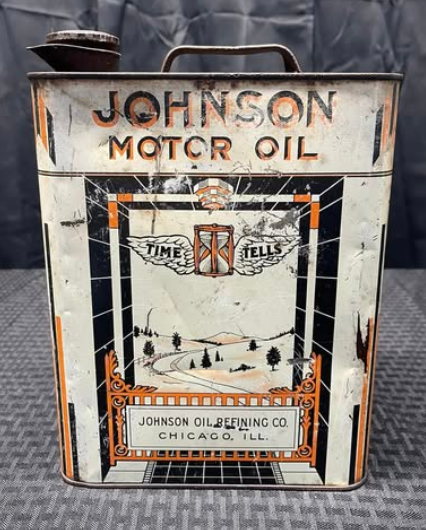 JOHNSON
MOTOR OIL
TIME TELLS
JOHNSON OIL REFINING CO.
CHICAGO, ILL.